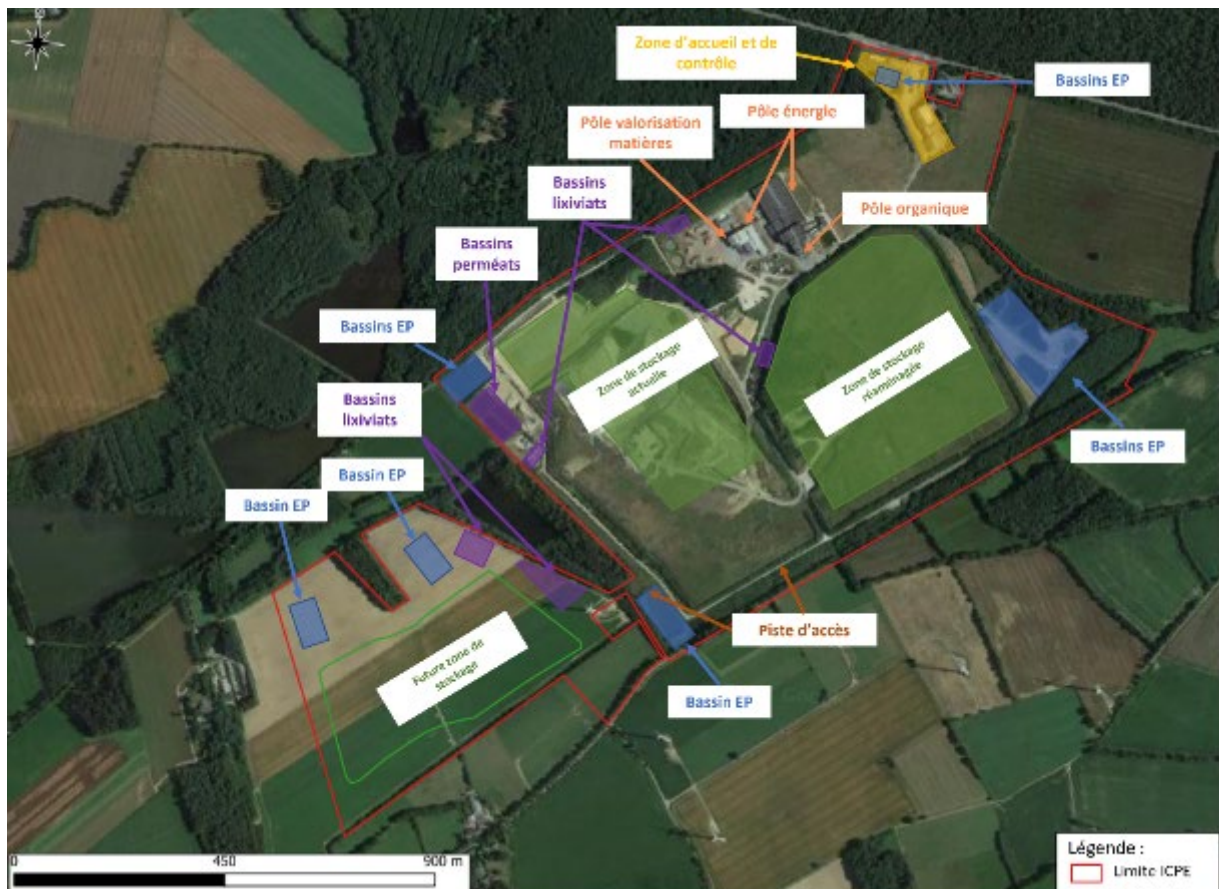 Zone d'accueil et de
contrôle
Bassins EP
Pôle énergie
Pôle valorisation
matières
Bassins
lixiviats
Pôle organique
Bassins
perméats
Bassins EP
Zone de stockage
actuelle
Zone de stockage
réaménagée
Bassins
lixiviats
Bassins EP
Bassin EP
Bassin EP
Future zone de
stockage
Piste d'accès
Bassin EP
0 450 900 m
Légende :
Limite ICPE